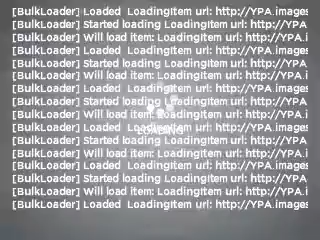 [BulkLoader] Loaded LoadingItem url: http://YPA.images
[BulkLoader] Started loading LoadingItem url: http://YPA
[BulkLoader] Will load item: LoadingItem url: http://YPA.i
[BulkLoader] Loaded LoadingItem url: http://YPA.images
[BulkLoader] Started loading LoadingItem url: http://YPA
[BulkLoader] Will load item: LoadingItem url: http://YPA.i
[BulkLoader] Loaded LoadingItem url: http://YPA.images
[BulkLoader] Started loading LoadingItem url: http://YPA
[BulkLoader] Will load item: LoadingItem url: http://YPA.i
[BulkLoader] Loaded LoadingItem url: http://YPA.images
LOADING
[BulkLoader] Started loading LoadingItem url: http://YPA
[BulkLoader] Will load item: LoadingItem url: http://YPA.i
[BulkLoader] Loaded LoadingItem url: http://YPA.images
[BulkLoader] Started loading LoadingItem url: http://YPA
[BulkLoader] Will load item: LoadingItem url: http://YPA.i
[BulkLoader] Loaded LoadingItem url: http://YPA.images